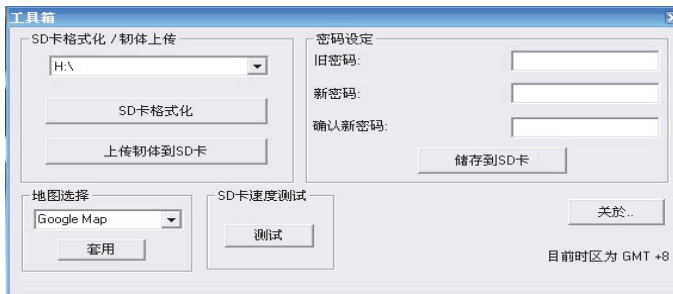 工具箱
SD卡格式化 / 韧体上传
H:\
SD卡格式化
上传韧体到SD卡
密码设定
旧密码:
新密码:
确认新密码:
储存到SD卡
地图选择
Google Map
套用
SD卡速度测试
测试
关於..
目前时区为 GMT +8